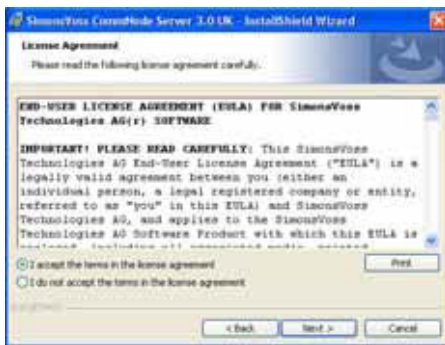 SimonsVoss CommNode Server 3.0 UK - InstallShield Wizard
License Agreement
Please read the following license agreement carefully.
END-USER LICENSE AGREEMENT (EULA) FOR SimonsVoss
Technologies AG(r) SOFTWARE
IMPORTANT! PLEASE READ CAREFULLY: This SimonsVoss
Technologies AG End-User License Agreement ("EULA") is a
legally valid agreement between you (either an
individual person, a legal registered company or entity,
referred to as "you" in this EULA) and SimonsVoss
Technologies AG, and applies to the SimonsVoss
Technologies AG Software Product with which this EULA is
I accept the terms in the license agreement
Print
I do not accept the terms in the license agreement
< Back
Next >
Cancel